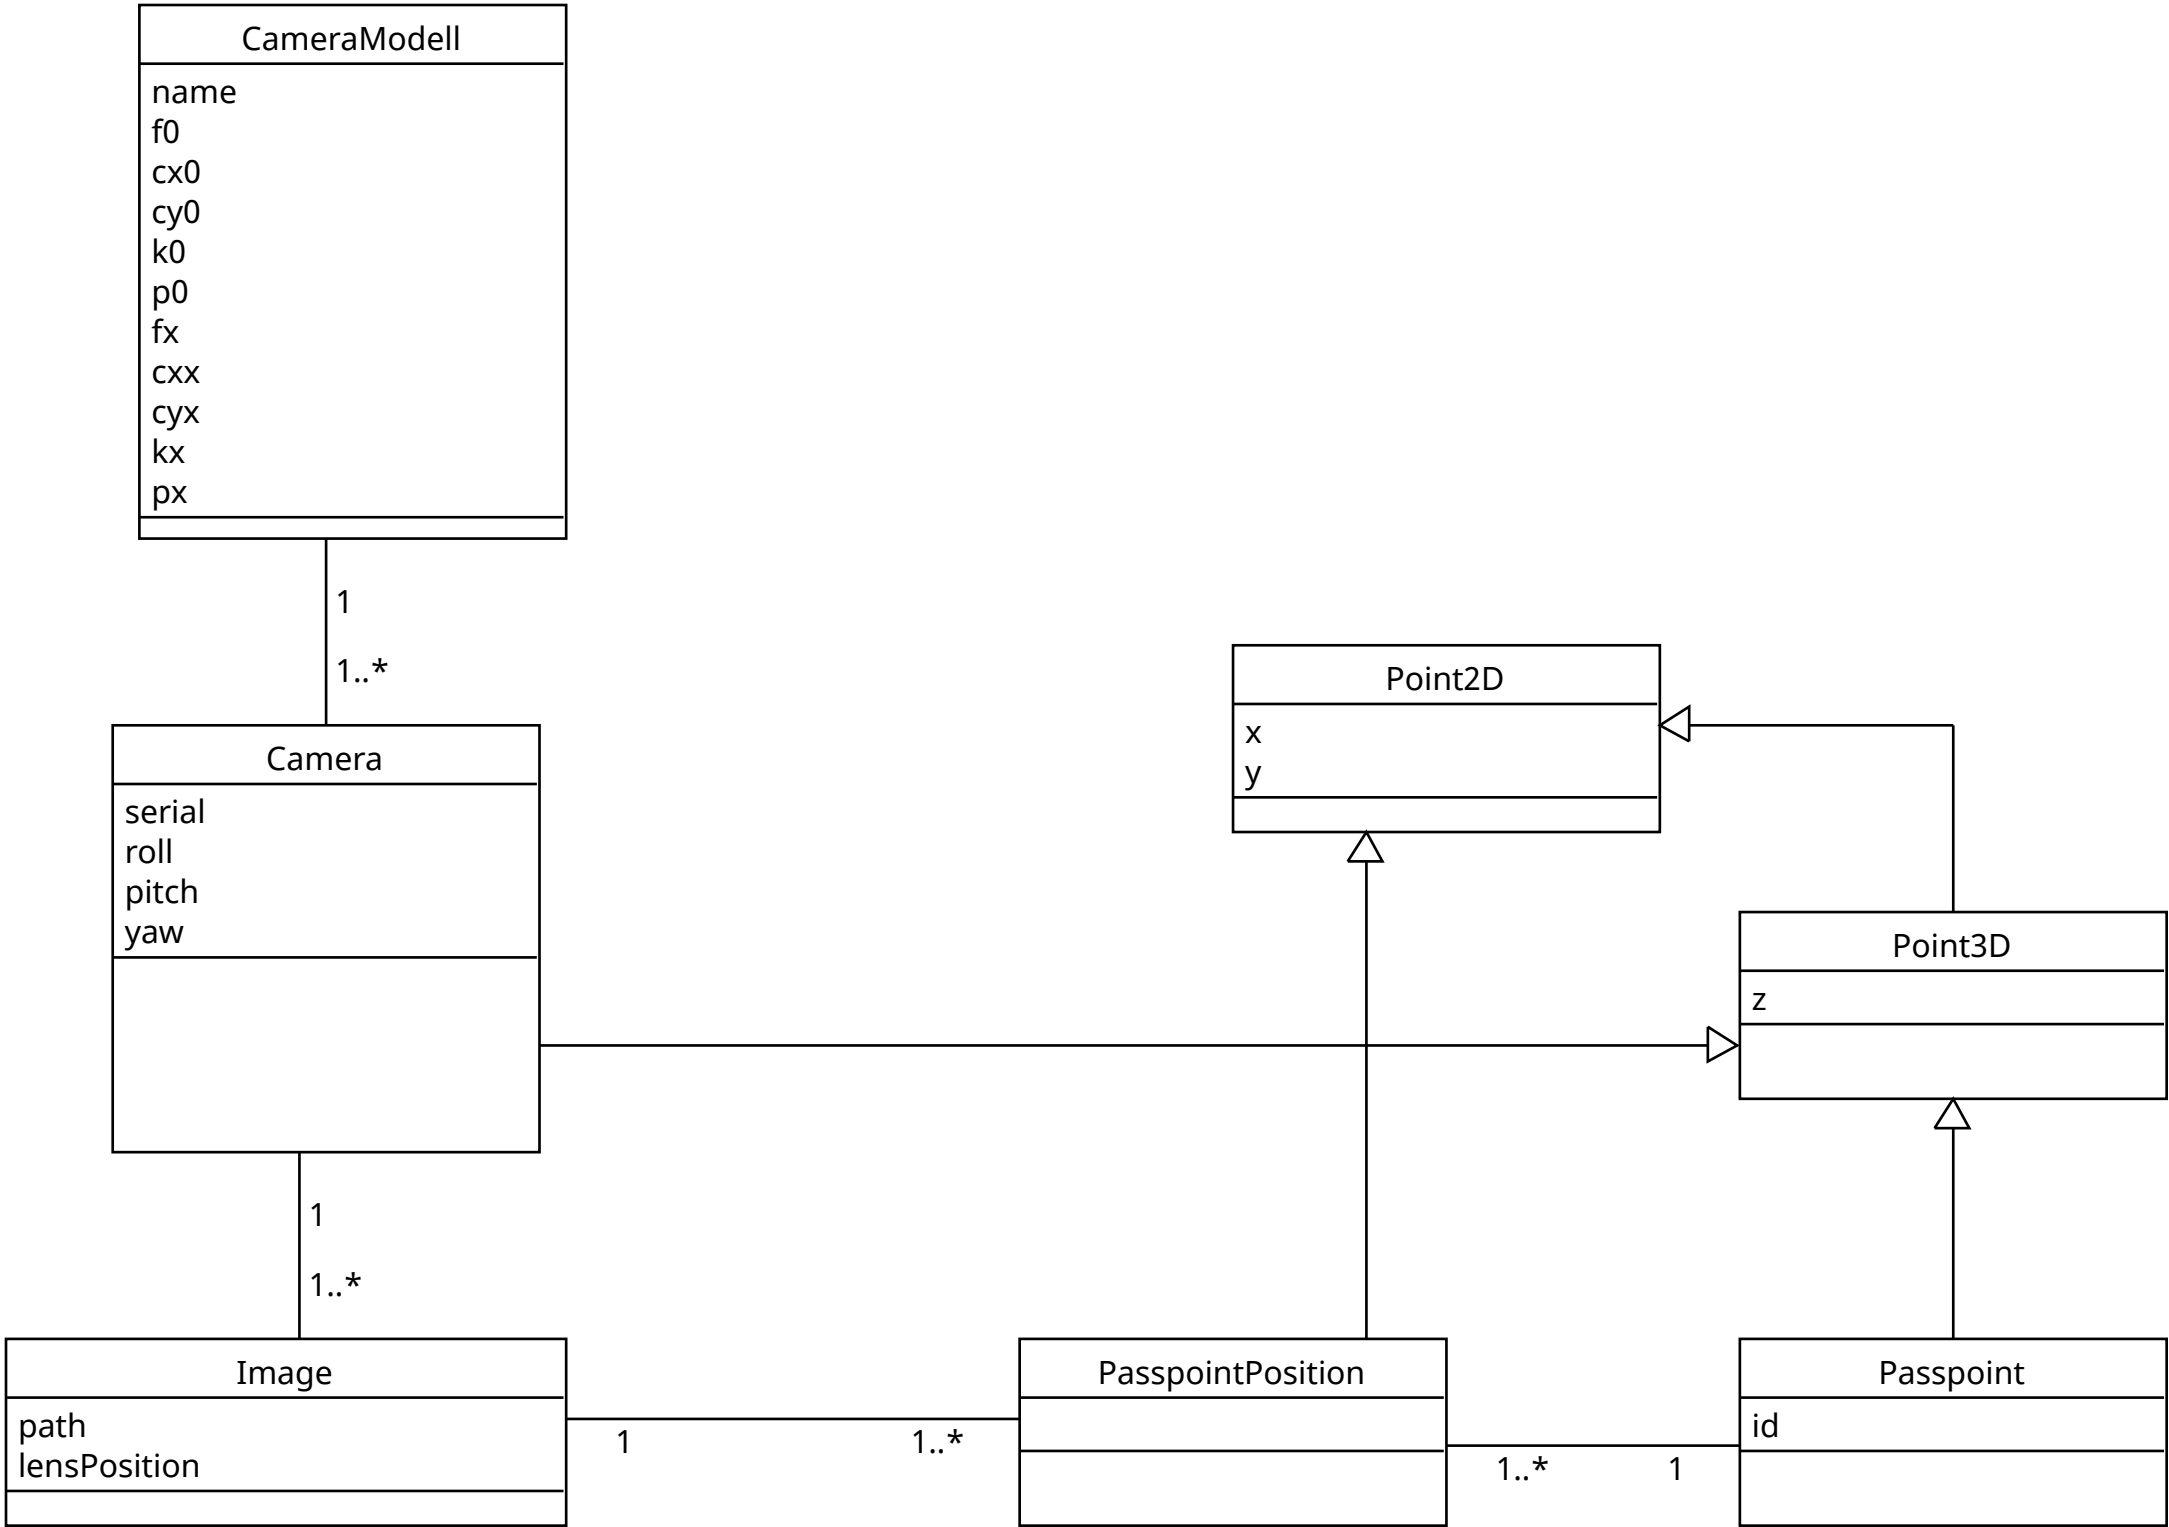 CameraModell
name
f0
cx0
cy0
k0
p0
fx
cxx
cyx
kx
px
1
1..*
Camera
serial
roll
pitch
yaw
Point2D
x
y
Point3D
z
1
1..*
Image
path
lensPosition
1
1..*
PasspointPosition
1..*
1
Passpoint
id